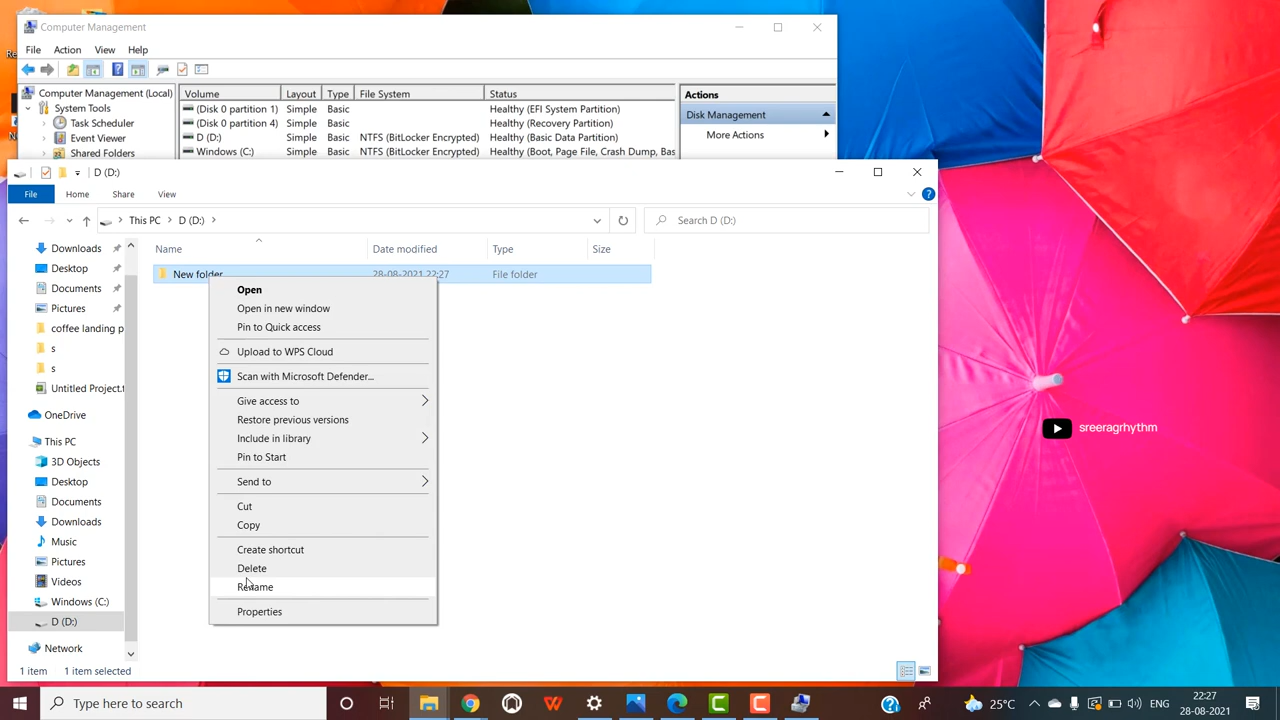 Computer Management
File Action View Help
Computer Management (Local)
System Tools
Task Scheduler
Event Viewer
Shared Folders
Volume Layout Type File System Status
(Disk 0 partition 1) Simple Basic Healthy (EFI System Partition)
(Disk 0 partition 4) Simple Basic Healthy (Recovery Partition)
D (D:) Simple Basic NTFS (BitLocker Encrypted) Healthy (Basic Data Partition)
Windows (C:) Simple Basic NTFS (BitLocker Encrypted) Healthy (Boot, Page File, Crash Dump, Bas
Actions
Disk Management
More Actions
D (D:)
File Home Share View
This PC D (D:)
Search D (D:)
Downloads
Desktop
Documents
Pictures
coffee landing p
s
s
Untitled Project.t
OneDrive
This PC
3D Objects
Desktop
Documents
Downloads
Music
Pictures
Videos
Windows (C:)
D (D:)
Network
Name Date modified Type Size
New folder 28-08-2021 22:27 File folder
Open
Open in new window
Pin to Quick access
Upload to WPS Cloud
Scan with Microsoft Defender...
Give access to
Restore previous versions
Include in library
Pin to Start
Send to
Cut
Copy
Create shortcut
Delete
Rename
Properties
1 item 1 item selected
sreeragrhythm
Type here to search
25°C
ENG
22:27
28-08-2021